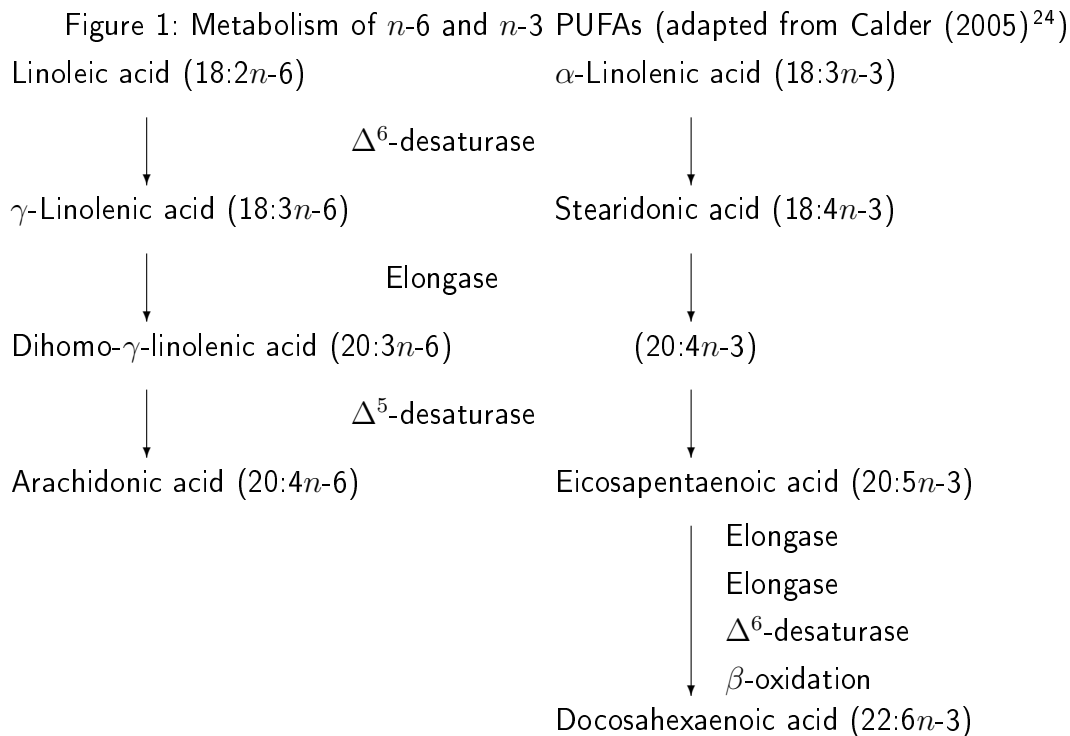 Figure 1: Metabolism of n-6 and n-3 PUFAs (adapted from Calder (2005)²⁴)
Linoleic acid (18:2n-6)
α-Linolenic acid (18:3n-3)
Δ⁶-desaturase
γ-Linolenic acid (18:3n-6)
Stearidonic acid (18:4n-3)
Elongase
Dihomo-γ-linolenic acid (20:3n-6)
(20:4n-3)
Δ⁵-desaturase
Arachidonic acid (20:4n-6)
Eicosapentaenoic acid (20:5n-3)
Elongase
Elongase
Δ⁶-desaturase
β-oxidation
Docosahexaenoic acid (22:6n-3)